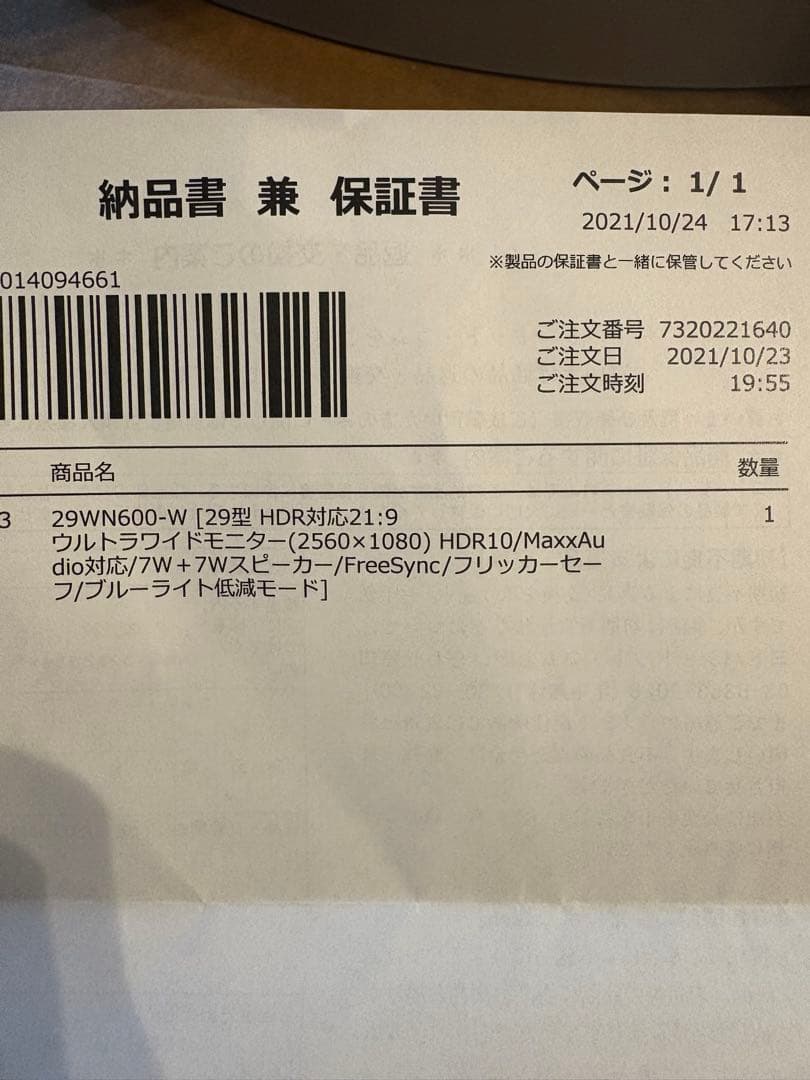 納品書 兼 保証書
ページ： 1/ 1
2021/10/24 17:13
※製品の保証書と一緒に保管してください
014094661
ご注文番号 7320221640
ご注文日 2021/10/23
ご注文時刻 19:55
商品名 数量
3 29WN600-W [29型 HDR対応21:9 1
ウルトラワイドモニター(2560×1080) HDR10/MaxxAu
dio対応/7W＋7Wスピーカー/FreeSync/フリッカーセー
フ/ブルーライト低減モード]